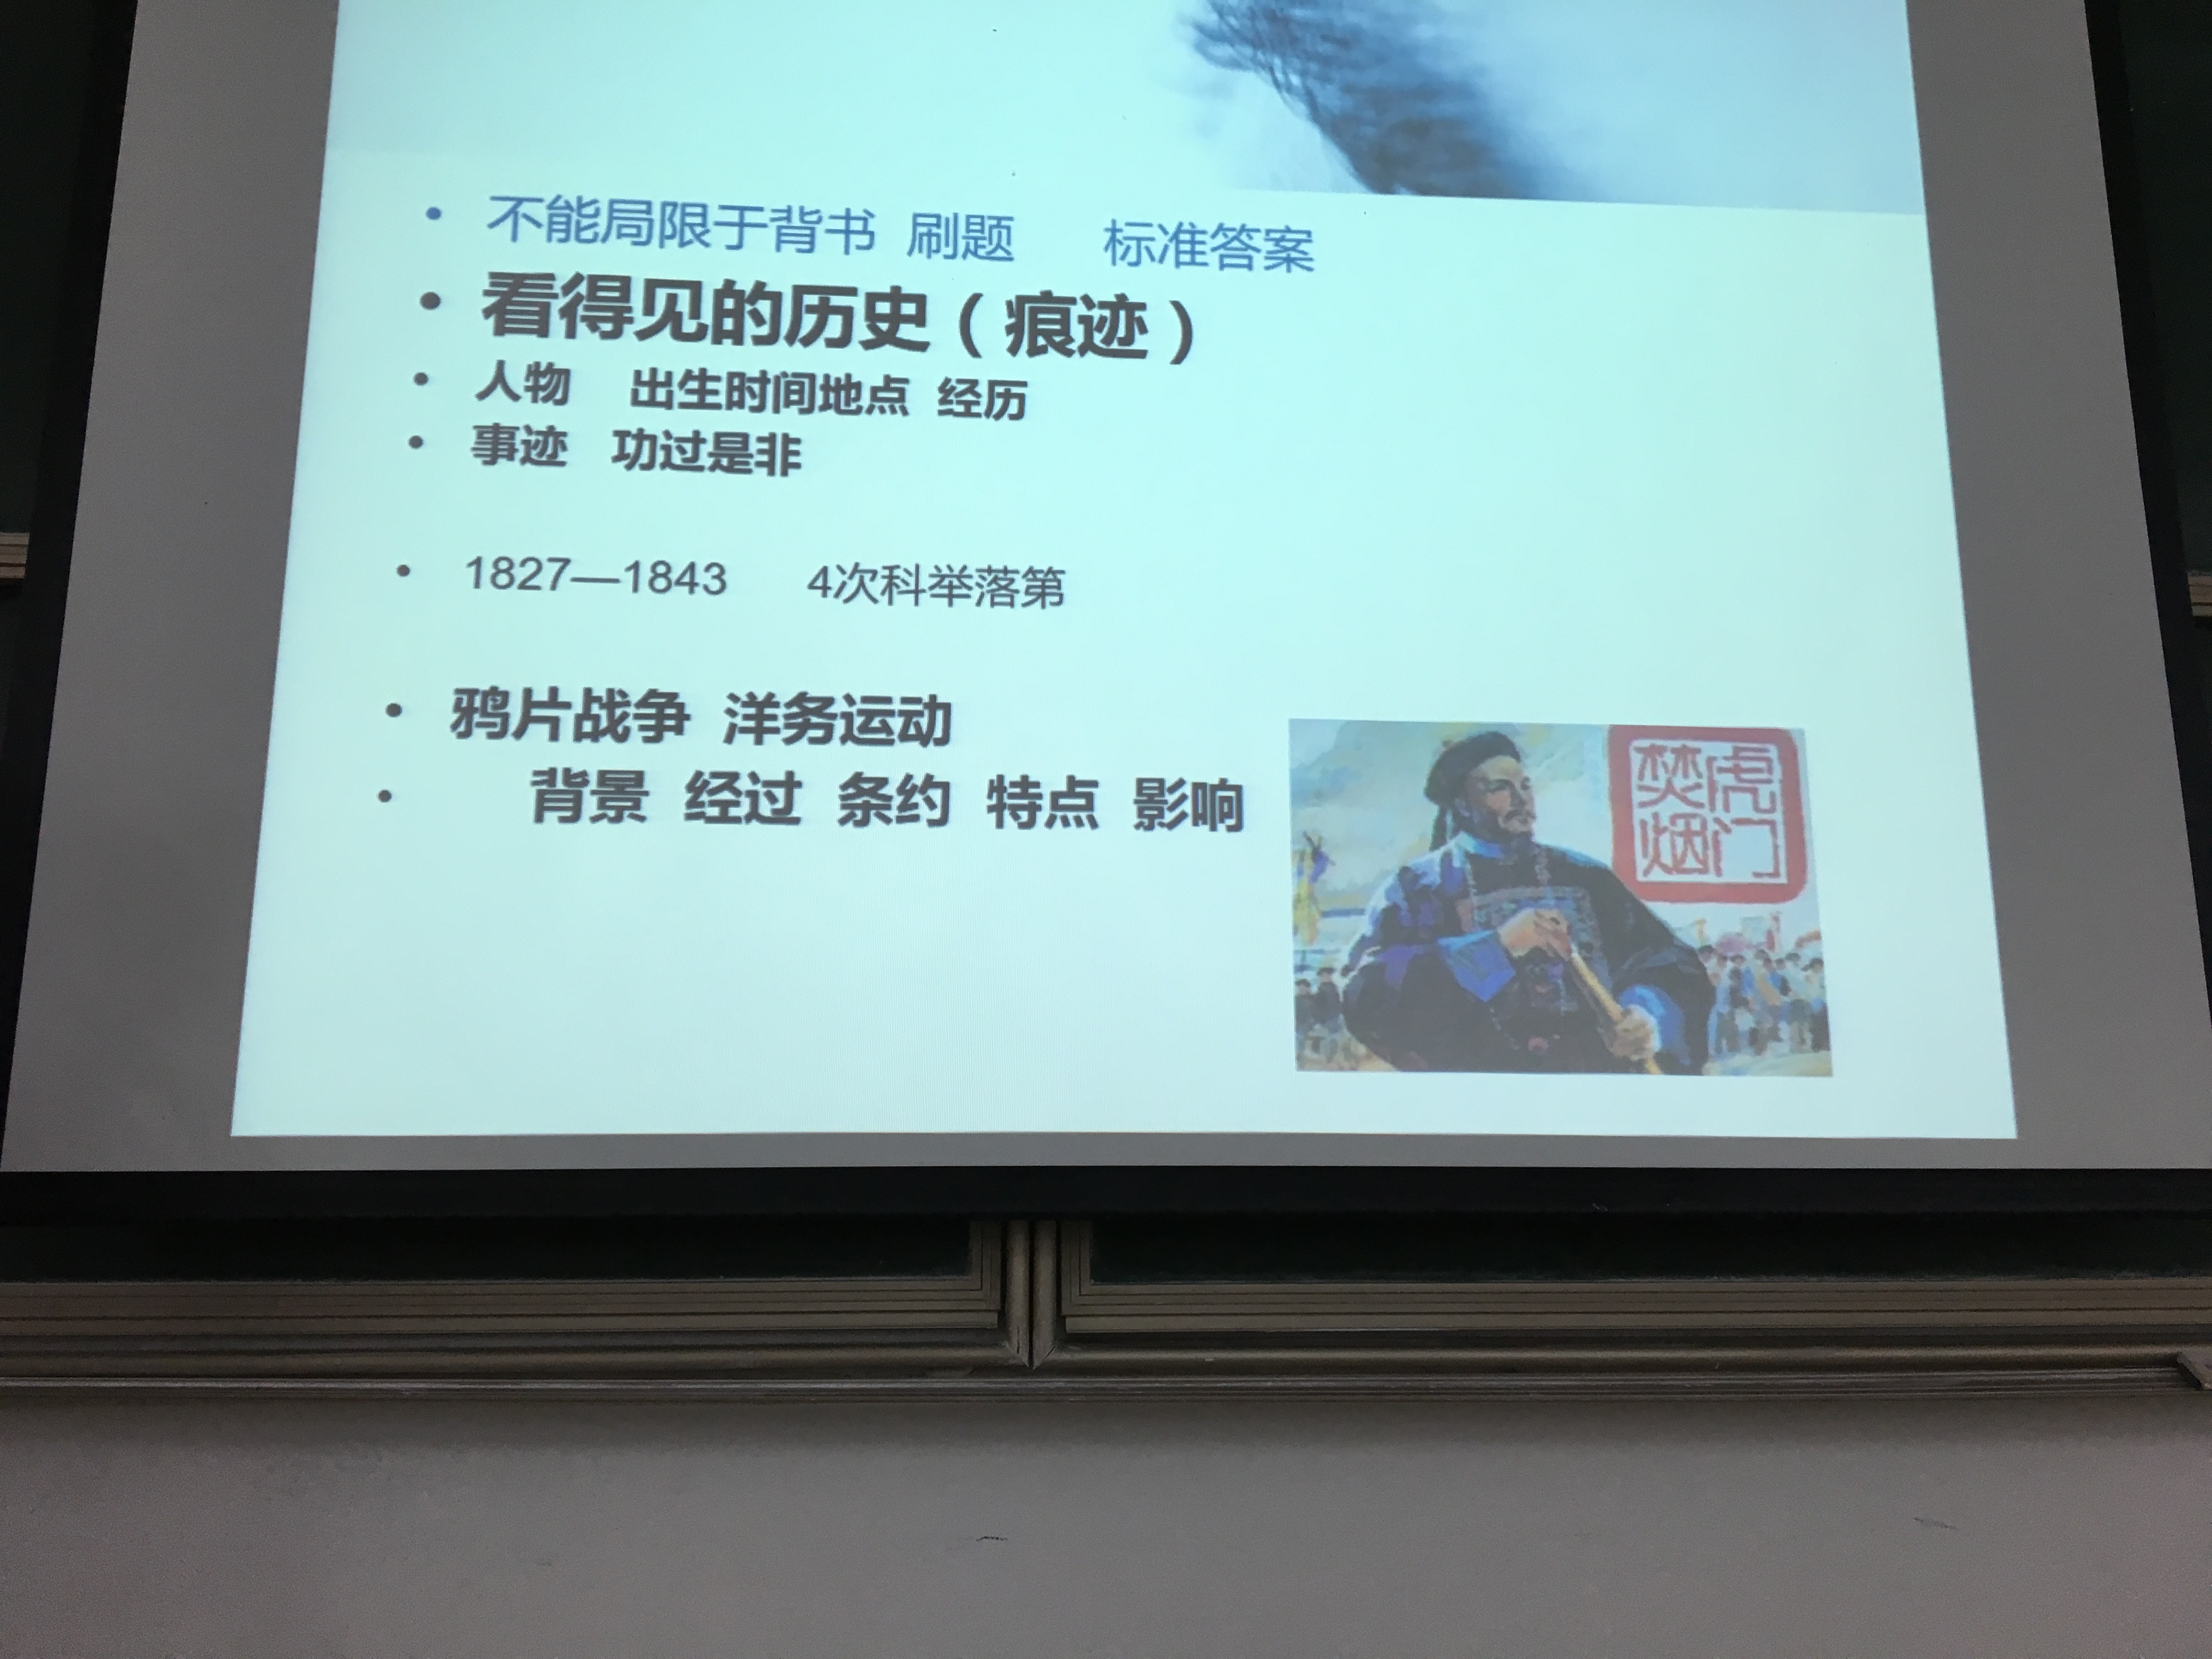 不能局限于背书 刷题 标准答案
看得见的历史（痕迹）
人物 出生时间地点 经历
事迹 功过是非
1827—1843 4次科举落第
鸦片战争 洋务运动
背景 经过 条约 特点 影响
虎门
焚烟